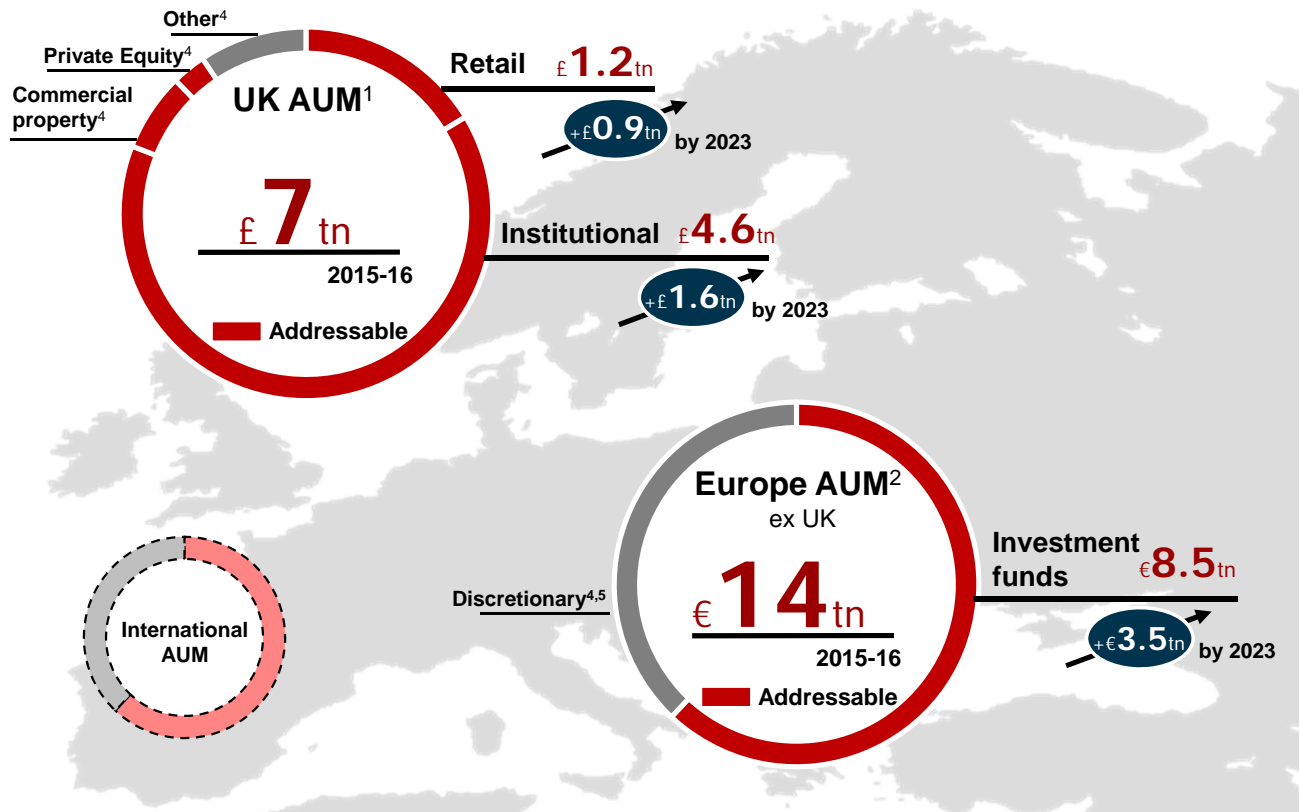 Other4
Private Equity4
Commercial
property4
UK AUM1
£7tn
2015-16
Addressable
Retail £1.2tn
+£0.9tn by 2023
Institutional £4.6tn
+£1.6tn by 2023
Europe AUM2
ex UK
€14tn
2015-16
Addressable
Discretionary4,5
Investment
funds €8.5tn
+€3.5tn by 2023
International
AUM